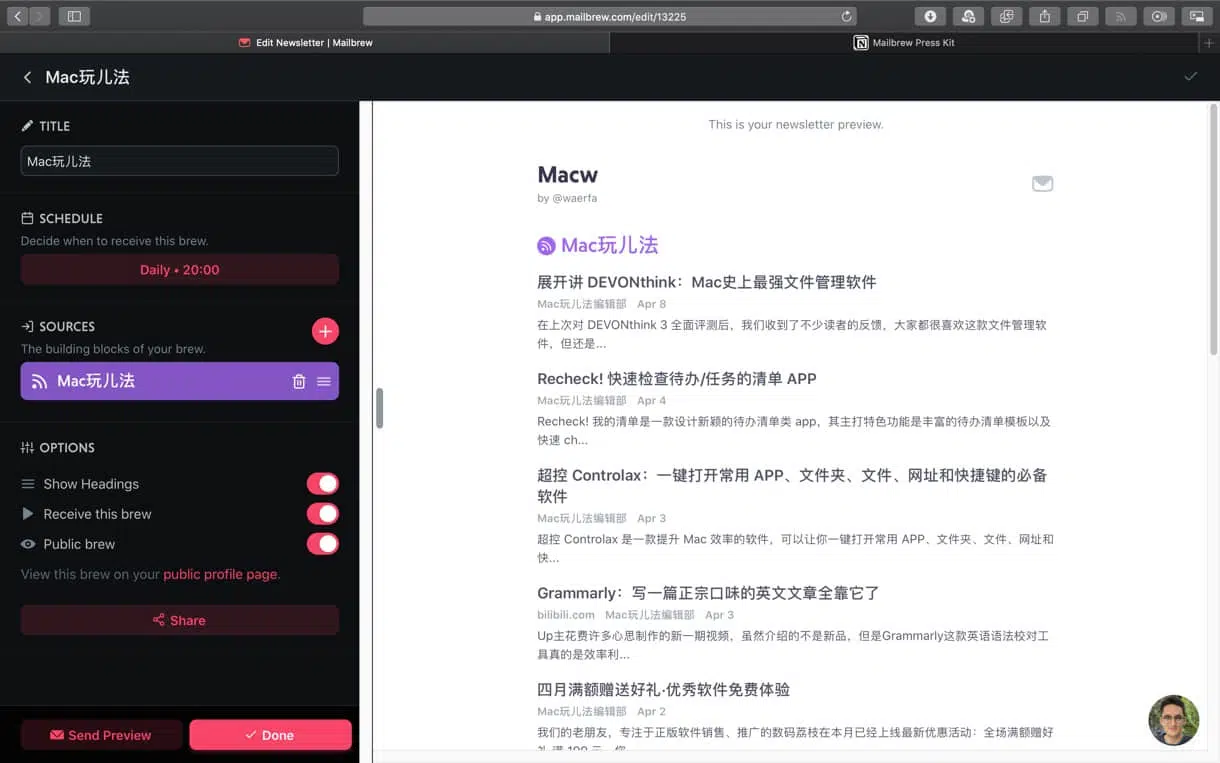 app.mailbrew.com/edit/13225
Edit Newsletter | Mailbrew
Mailbrew Press Kit
Mac玩儿法
TITLE
Mac玩儿法
SCHEDULE
Decide when to receive this brew.
Daily • 20:00
SOURCES
The building blocks of your brew.
Mac玩儿法
OPTIONS
Show Headings
Receive this brew
Public brew
View this brew on your public profile page.
Share
Send Preview
Done
This is your newsletter preview.
Macw
by @waerfa
Mac玩儿法
展开讲 DEVONthink：Mac史上最强文件管理软件
Mac玩儿法编辑部 Apr 8
在上次对 DEVONthink 3 全面评测后，我们收到了不少读者的反馈，大家都很喜欢这款文件管理软
件，但还是...
Recheck! 快速检查待办/任务的清单 APP
Mac玩儿法编辑部 Apr 4
Recheck! 我的清单是一款设计新颖的待办清单类 app，其主打特色功能是丰富的待办清单模板以及
快速 ch...
超控 Controlax：一键打开常用 APP、文件夹、文件、网址和快捷键的必备
软件
Mac玩儿法编辑部 Apr 3
超控 Controlax 是一款提升 Mac 效率的软件，可以让你一键打开常用 APP、文件夹、文件、网址和
快...
Grammarly：写一篇正宗口味的英文文章全靠它了
bilibili.com Mac玩儿法编辑部 Apr 3
Up主花费许多心思制作的新一期视频，虽然介绍的不是新品，但是Grammarly这款英语语法校对工
具真的是效率利...
四月满额赠送好礼·优秀软件免费体验
Mac玩儿法编辑部 Apr 2
我们的老朋友，专注于正版软件销售、推广的数码荔枝在本月已经上线最新优惠活动：全场满额赠好
礼 满 199 元